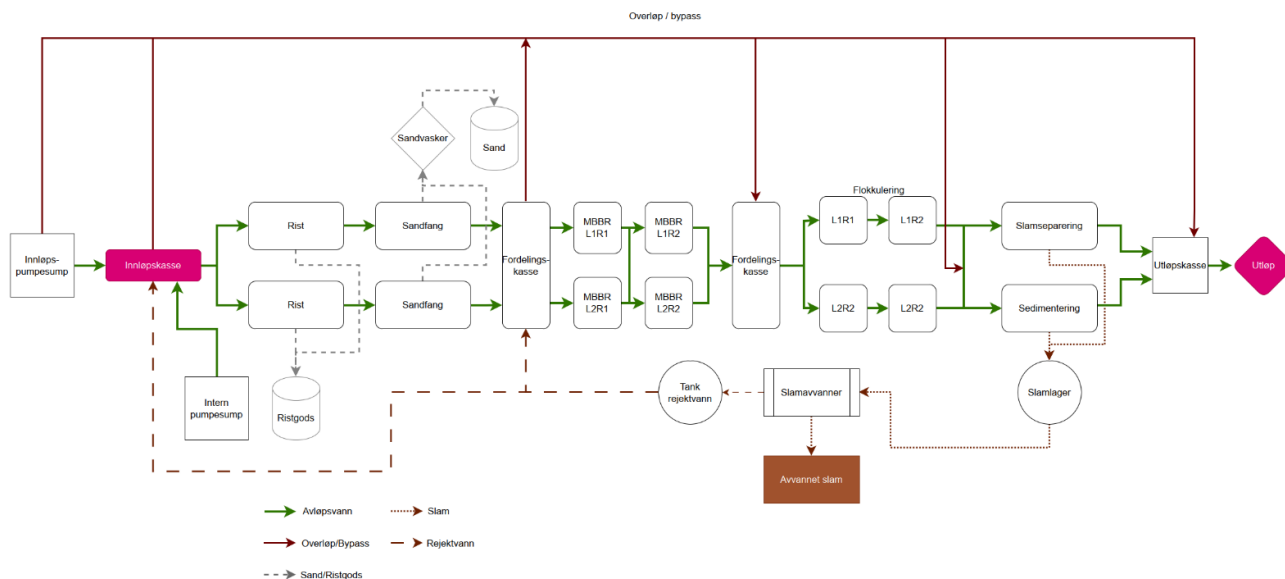 Overløp / bypass
Sandvasker
Sand
Flokkulering
Rist
Sandfang
Fordelings-
kasse
MBBR
L1R1
MBBR
L1R2
Fordelings-
kasse
L1R1
L1R2
Slamseparering
Innløps-
pumpesump
Innløpskasse
Utløpskasse
Utløp
Rist
Sandfang
MBBR
L2R1
MBBR
L2R2
L2R2
L2R2
Sedimentering
Intern
pumpesump
Ristgods
Tank
rejektvann
Slamavvanner
Slamlager
Avvannet slam
Avløpsvann
Slam
Overløp/Bypass
Rejektvann
Sand/Ristgods